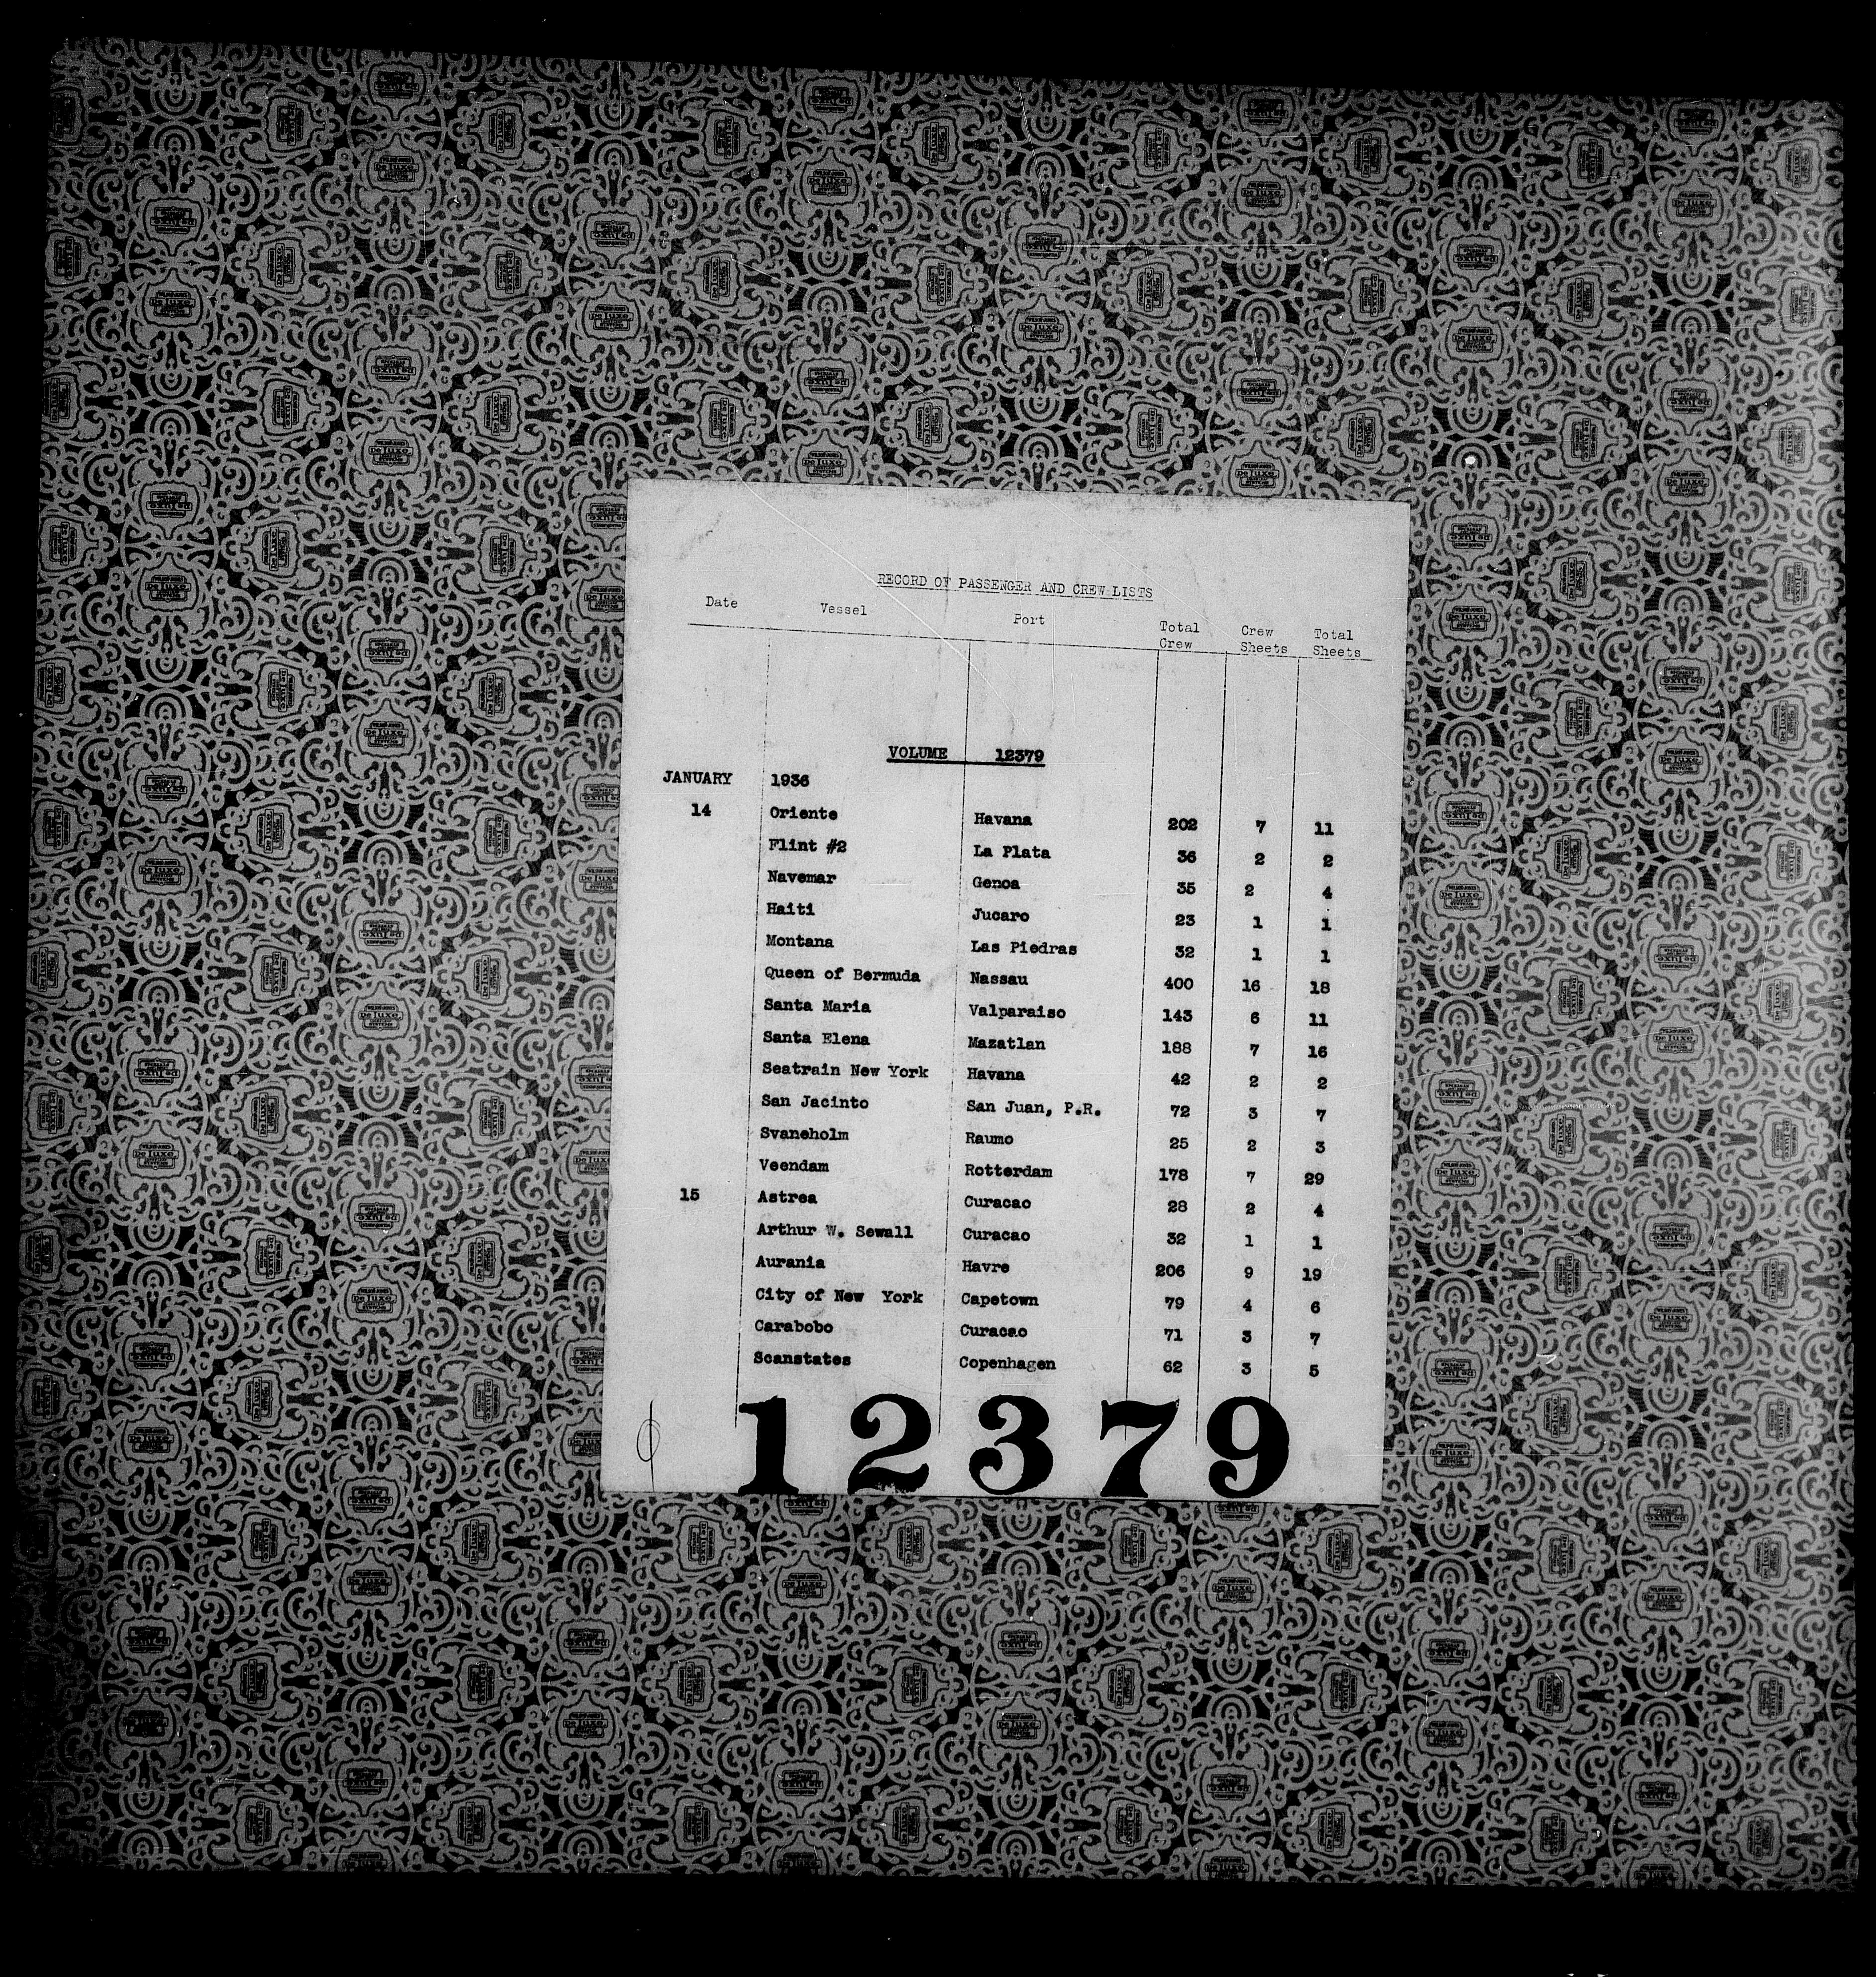 RECORD OF PASSENGER AND CREW LISTS
Date Vessel Port Total Crew Crew Sheets Total Sheets
VOLUME 12379
JANUARY 1936
14 Oriente Havana 202 7 11
Flint #2 La Plata 36 2 2
Navemar Genoa 35 2 4
Haiti Jucaro 23 1 1
Montana Las Piedras 32 1 1
Queen of Bermuda Nassau 400 16 18
Santa Maria Valparaiso 143 6 11
Santa Elena Mazatlan 188 7 16
Seatrain New York Havana 42 2 2
San Jacinto San Juan, P.R. 72 3 7
Svaneholm Raumo 25 2 3
Veendam Rotterdam 178 7 29
15 Astrea Curacao 28 2 4
Arthur W. Sewall Curacao 32 1 1
Aurania Havre 206 9 19
City of New York Capetown 79 4 6
Carabobo Curacao 71 3 7
Scanstates Copenhagen 62 3 5
12379